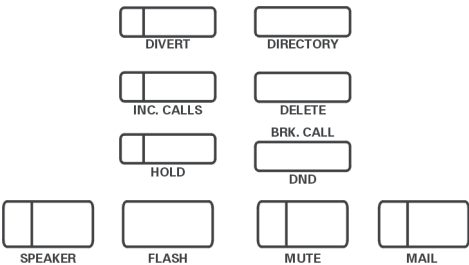 DIVERT DIRECTORY
INC. CALLS DELETE
BRK. CALL
HOLD
DND
SPEAKER FLASH MUTE MAIL